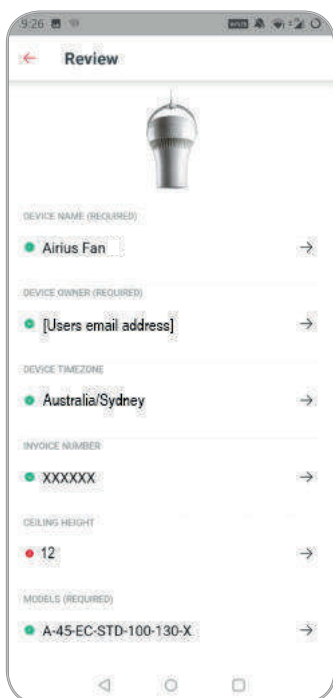 9:26
Review
DEVICE NAME (REQUIRED)
Airius Fan
DEVICE OWNER (REQUIRED)
[Users email address]
DEVICE TIMEZONE
Australia/Sydney
INVOICE NUMBER
XXXXXX
CEILING HEIGHT
12
MODELS (REQUIRED)
A-45-EC-STD-100-130-X